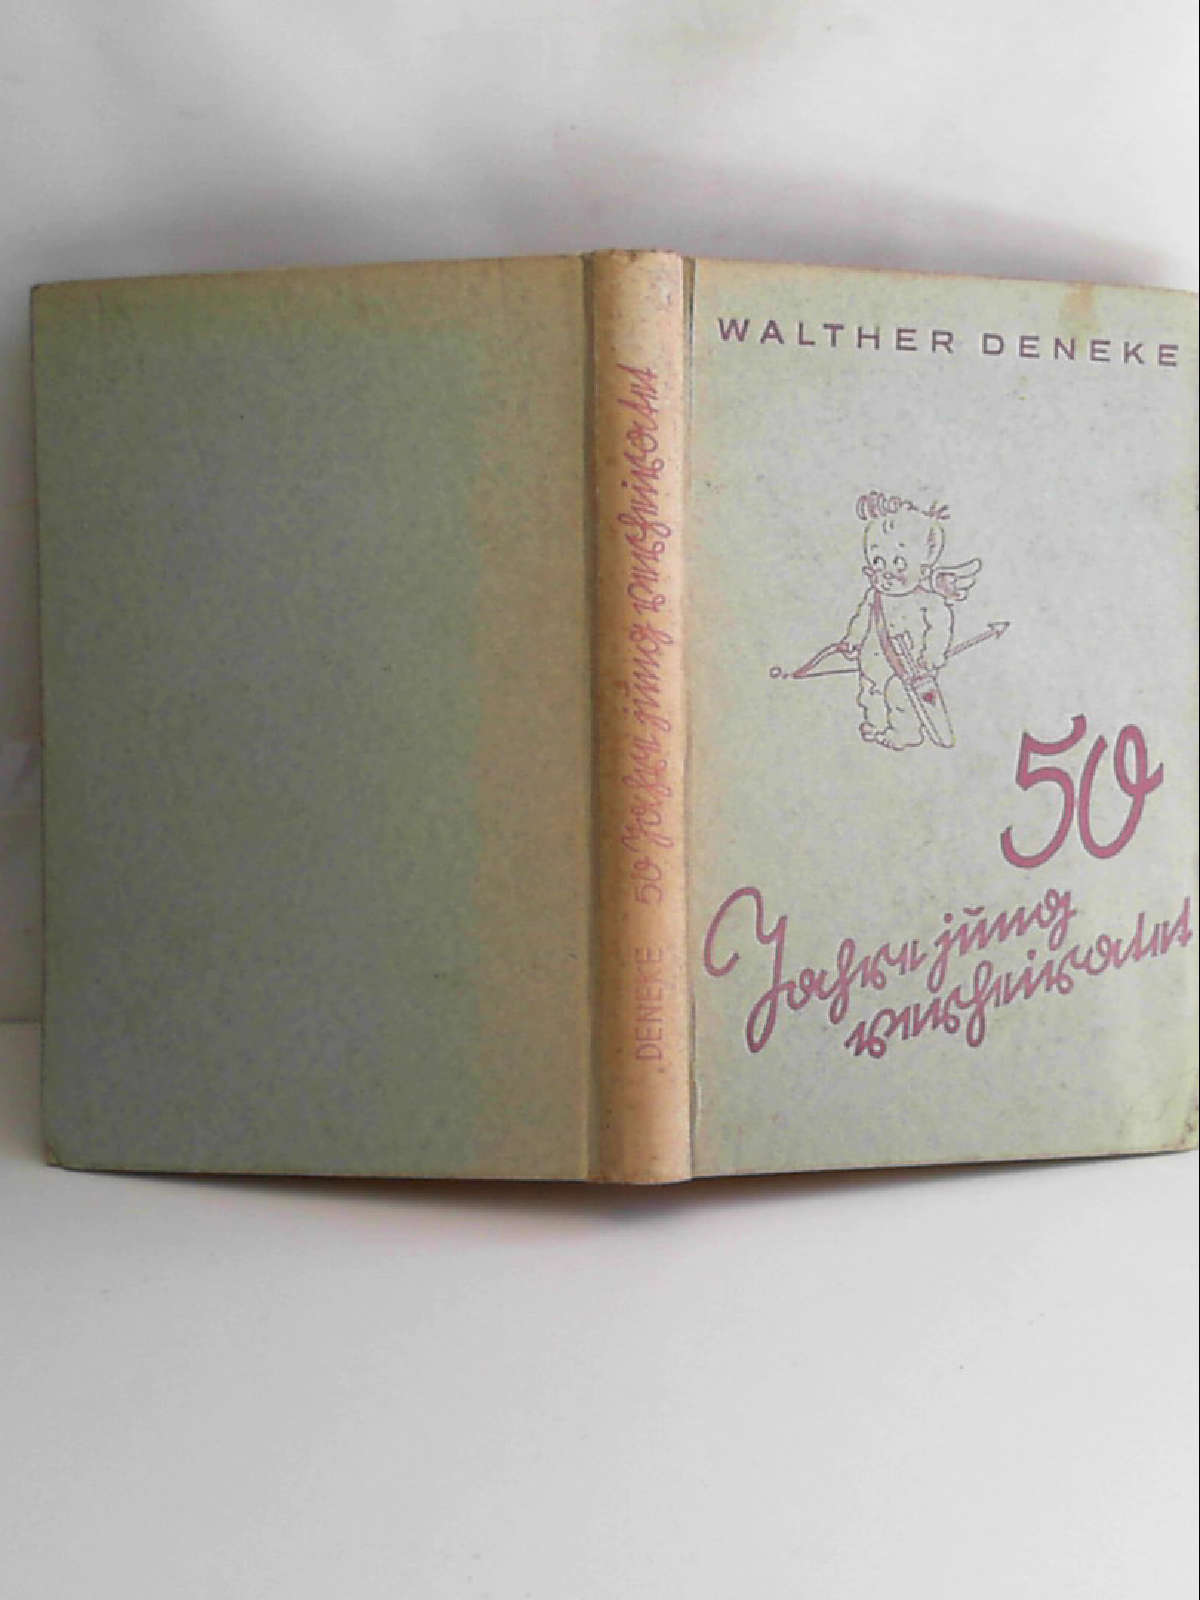 WALTHER DENEKE
50
Jahre jung
verheiratet
DENEKE 50 Jahre jung verheiratet